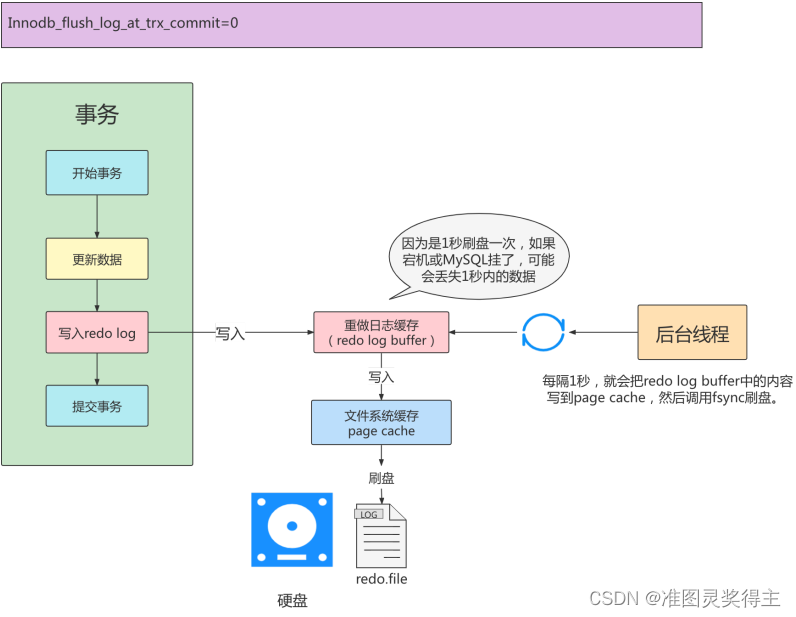 Innodb_flush_log_at_trx_commit=0
事务
开始事务
更新数据
写入redo log
提交事务
写入
因为是1秒刷盘一次，如果
宕机或MySQL挂了，可能
会丢失1秒内的数据
重做日志缓存
（redo log buffer）
写入
文件系统缓存
page cache
刷盘
LOG
redo.file
硬盘
后台线程
每隔1秒，就会把redo log buffer中的内容
写到page cache，然后调用fsync刷盘。
CSDN @准图灵奖得主